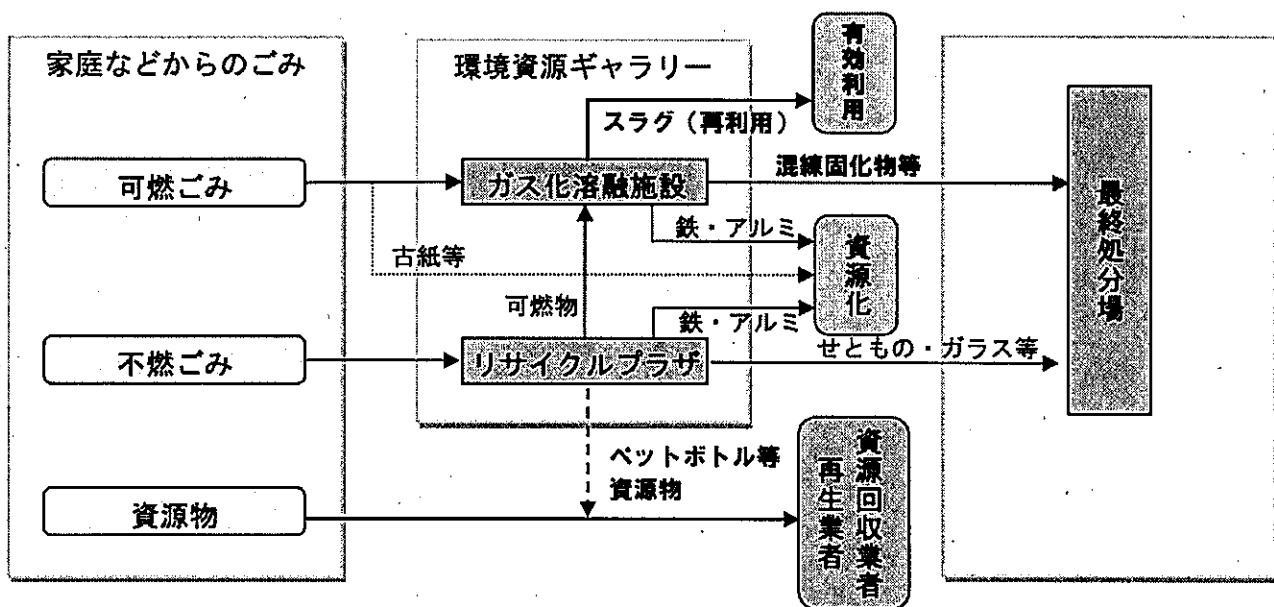 家庭などからのごみ
環境資源ギャラリー
有効利用
スラグ（再利用）
可燃ごみ
ガス化溶融施設
混練固化物等
鉄・アルミ
古紙等
資源化
最終処分場
可燃物
鉄・アルミ
不燃ごみ
リサイクルプラザ
せともの・ガラス等
ペットボトル等
資源物
資源物
資源回収業者
再生業者